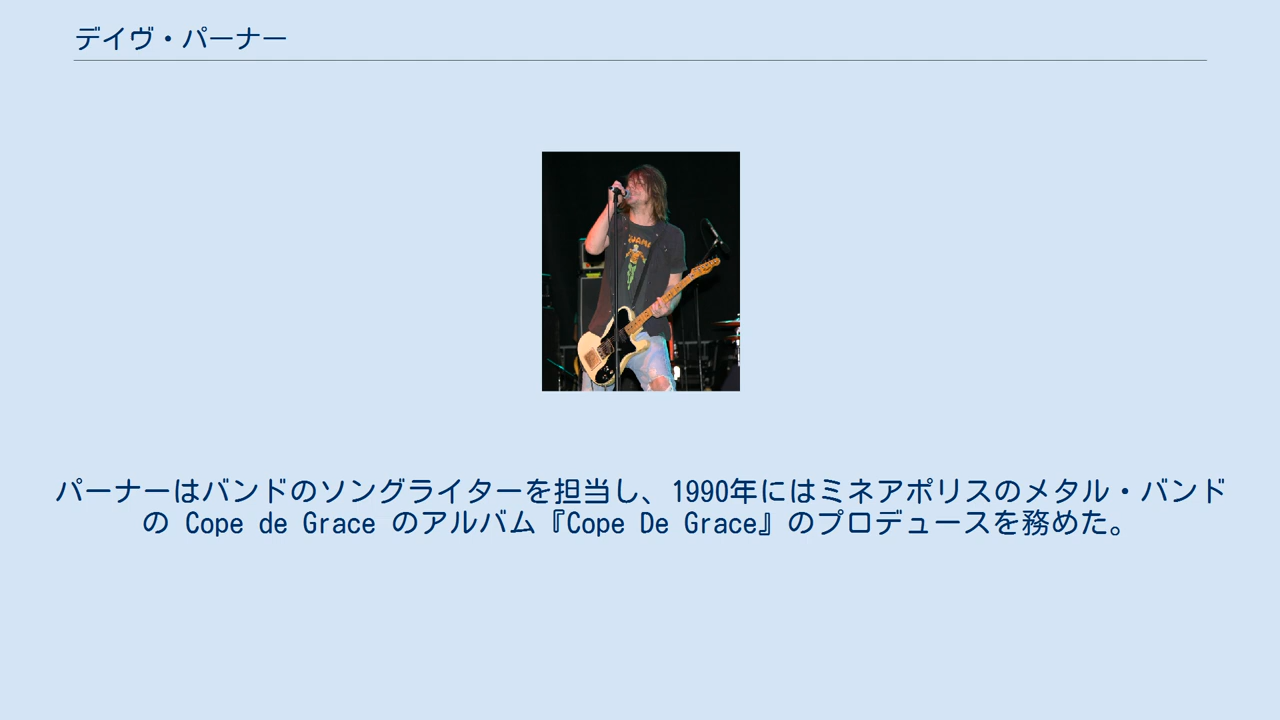 デイヴ・パーナー
パーナーはバンドのソングライターを担当し、1990年にはミネアポリスのメタル・バンド
の Cope de Grace のアルバム『Cope De Grace』のプロデュースを務めた。